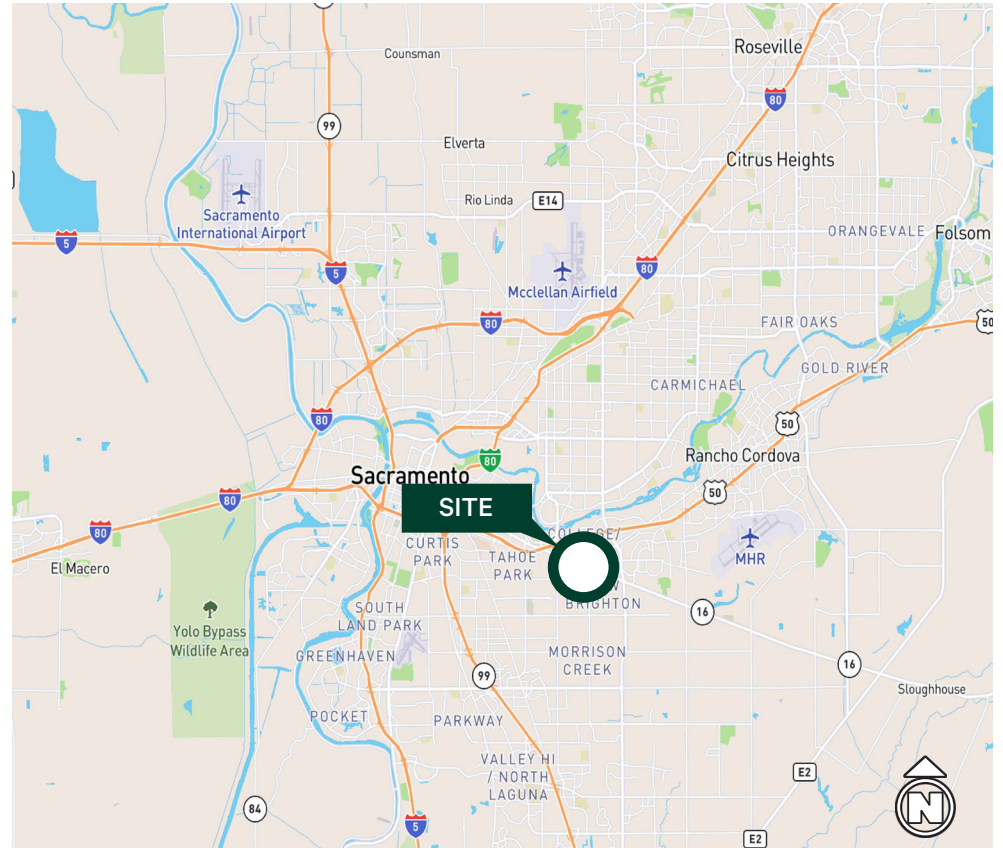 Counsman
Roseville
80
99
Elverta
Citrus Heights
Rio Linda
E14
Sacramento
International Airport
ORANGEVALE
Folsom
5
5
80
Mcclellan Airfield
80
FAIR OAKS
50
GOLD RIVER
CARMICHAEL
80
50
Rancho Cordova
80
Sacramento
50
80
SITE
80
COLLEGE/
CURTIS
PARK
TAHOE
PARK
MHR
El Macero
BRIGHTON
16
SOUTH
LAND PARK
Yolo Bypass
Wildlife Area
GREENHAVEN
MORRISON
CREEK
16
99
Sloughhouse
POCKET
PARKWAY
VALLEY HI
/ NORTH
LAGUNA
E2
84
5
N
E2